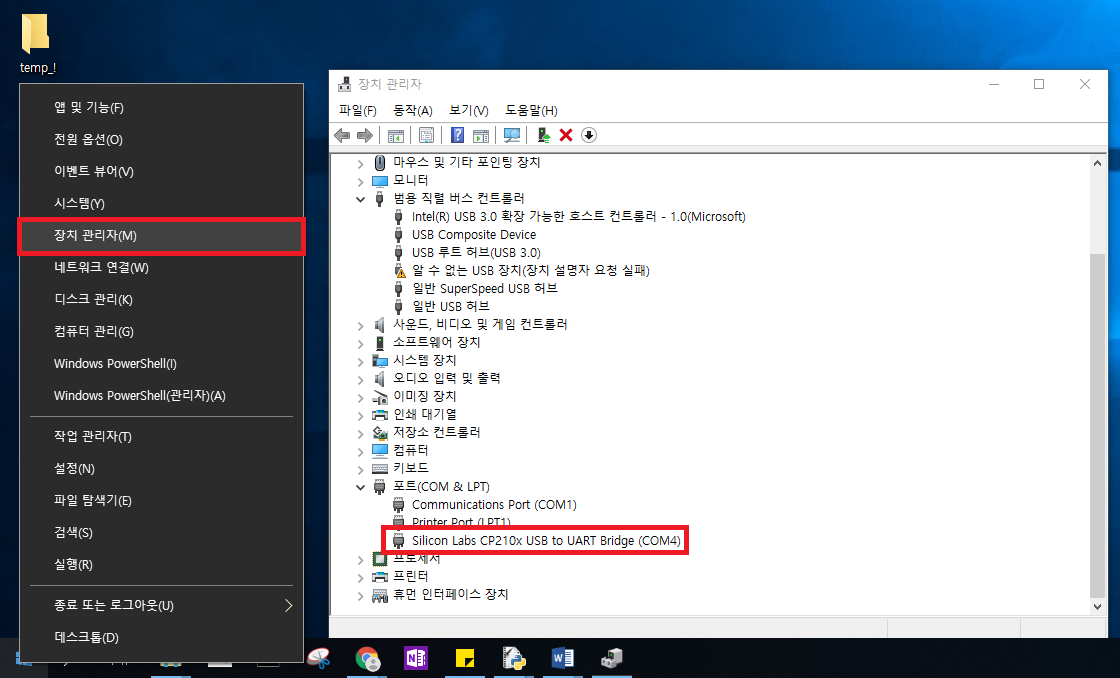 temp_!
앱 및 기능(F)
전원 옵션(O)
이벤트 뷰어(V)
시스템(Y)
장치 관리자(M)
네트워크 연결(W)
디스크 관리(K)
컴퓨터 관리(G)
Windows PowerShell(I)
Windows PowerShell(관리자)(A)
작업 관리자(T)
설정(N)
파일 탐색기(E)
검색(S)
실행(R)
종료 또는 로그아웃(U)
데스크톱(D)
장치 관리자
파일(F) 동작(A) 보기(V) 도움말(H)
마우스 및 기타 포인팅 장치
모니터
범용 직렬 버스 컨트롤러
Intel(R) USB 3.0 확장 가능한 호스트 컨트롤러 - 1.0(Microsoft)
USB Composite Device
USB 루트 허브(USB 3.0)
알 수 없는 USB 장치(장치 설명자 요청 실패)
일반 SuperSpeed USB 허브
일반 USB 허브
사운드, 비디오 및 게임 컨트롤러
소프트웨어 장치
시스템 장치
오디오 입력 및 출력
이미징 장치
인쇄 대기열
저장소 컨트롤러
컴퓨터
키보드
포트(COM & LPT)
Communications Port (COM1)
Printer Port (LPT1)
Silicon Labs CP210x USB to UART Bridge (COM4)
프로세서
프린터
휴먼 인터페이스 장치